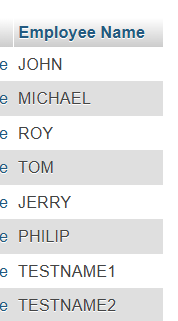 Employee Name
e JOHN
e MICHAEL
e ROY
e TOM
e JERRY
e PHILIP
e TESTNAME1
e TESTNAME2